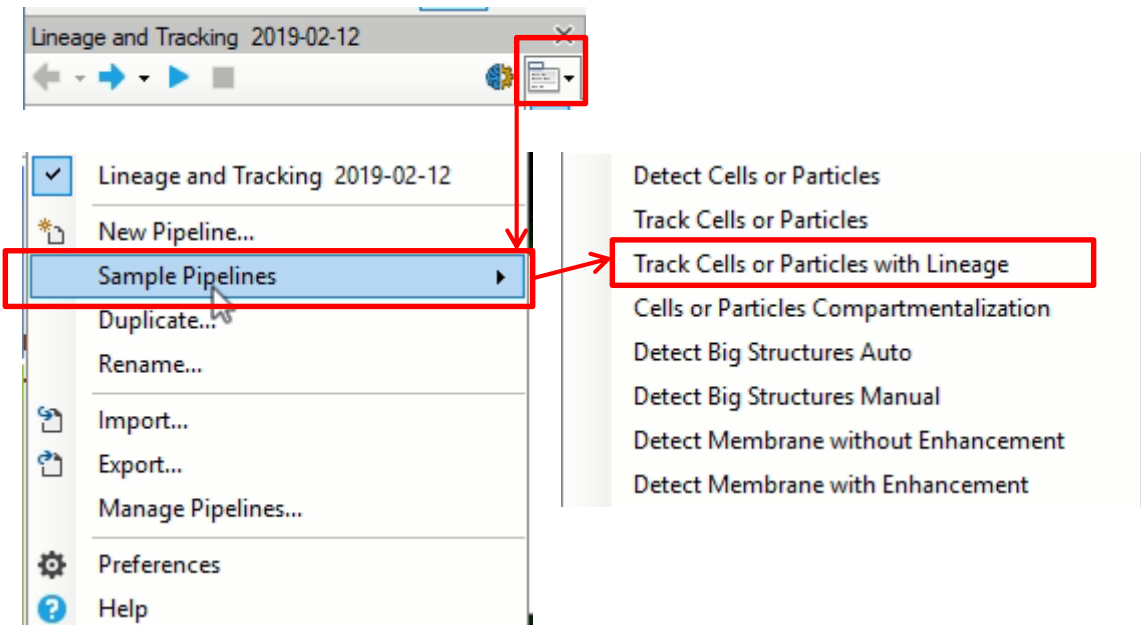 Lineage and Tracking 2019-02-12
Lineage and Tracking 2019-02-12
New Pipeline...
Sample Pipelines
Duplicate...
Rename...
Import...
Export...
Manage Pipelines...
Preferences
Help
Detect Cells or Particles
Track Cells or Particles
Track Cells or Particles with Lineage
Cells or Particles Compartmentalization
Detect Big Structures Auto
Detect Big Structures Manual
Detect Membrane without Enhancement
Detect Membrane with Enhancement